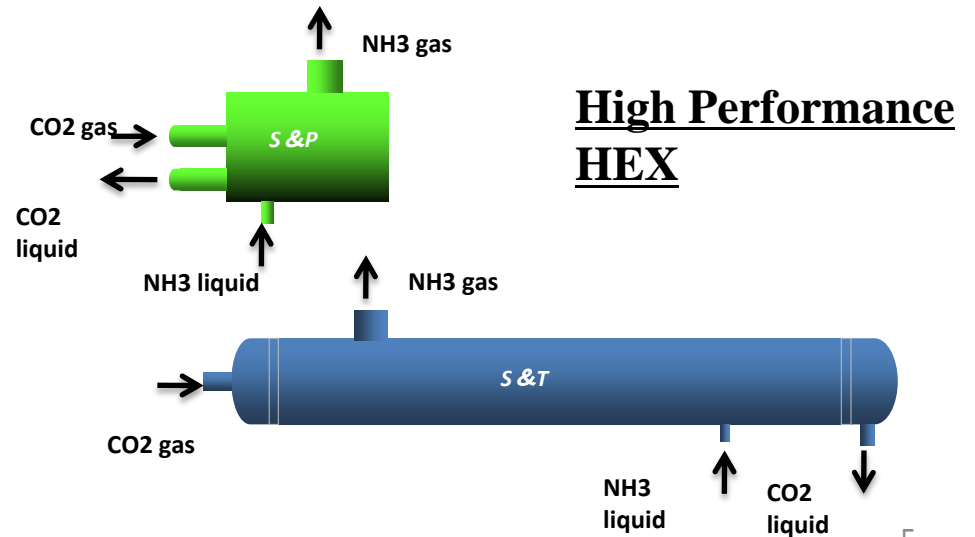 NH3 gas
High Performance
HEX
CO2 gas
S &P
CO2
liquid
NH3 liquid
NH3 gas
S &T
CO2 gas
NH3
liquid
CO2
liquid